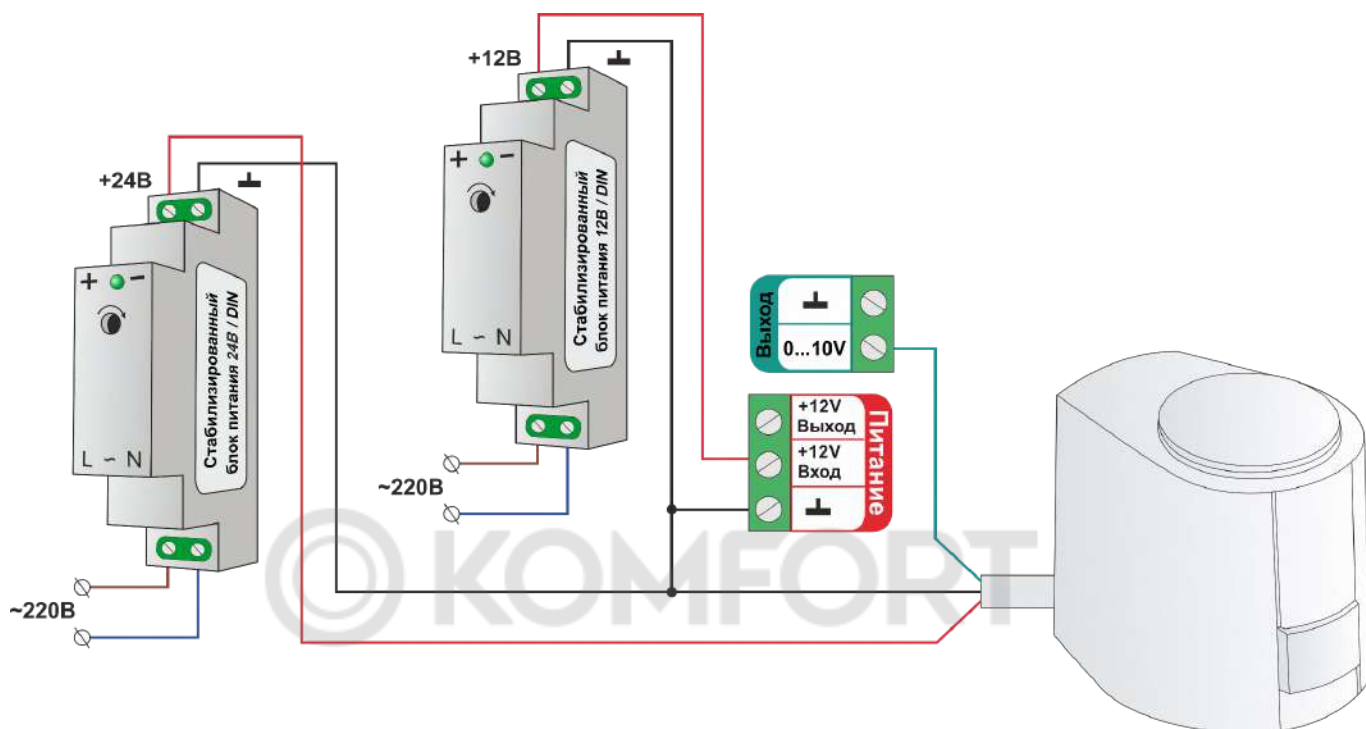 +12В
+ −
L ~ N
Стабилизированный
блок питания 12В / DIN
~220В
+24В
+ −
L ~ N
Стабилизированный
блок питания 24В / DIN
~220В
Выход
0...10V
+12V
Выход
+12V
Вход
Питание
KOMFORT